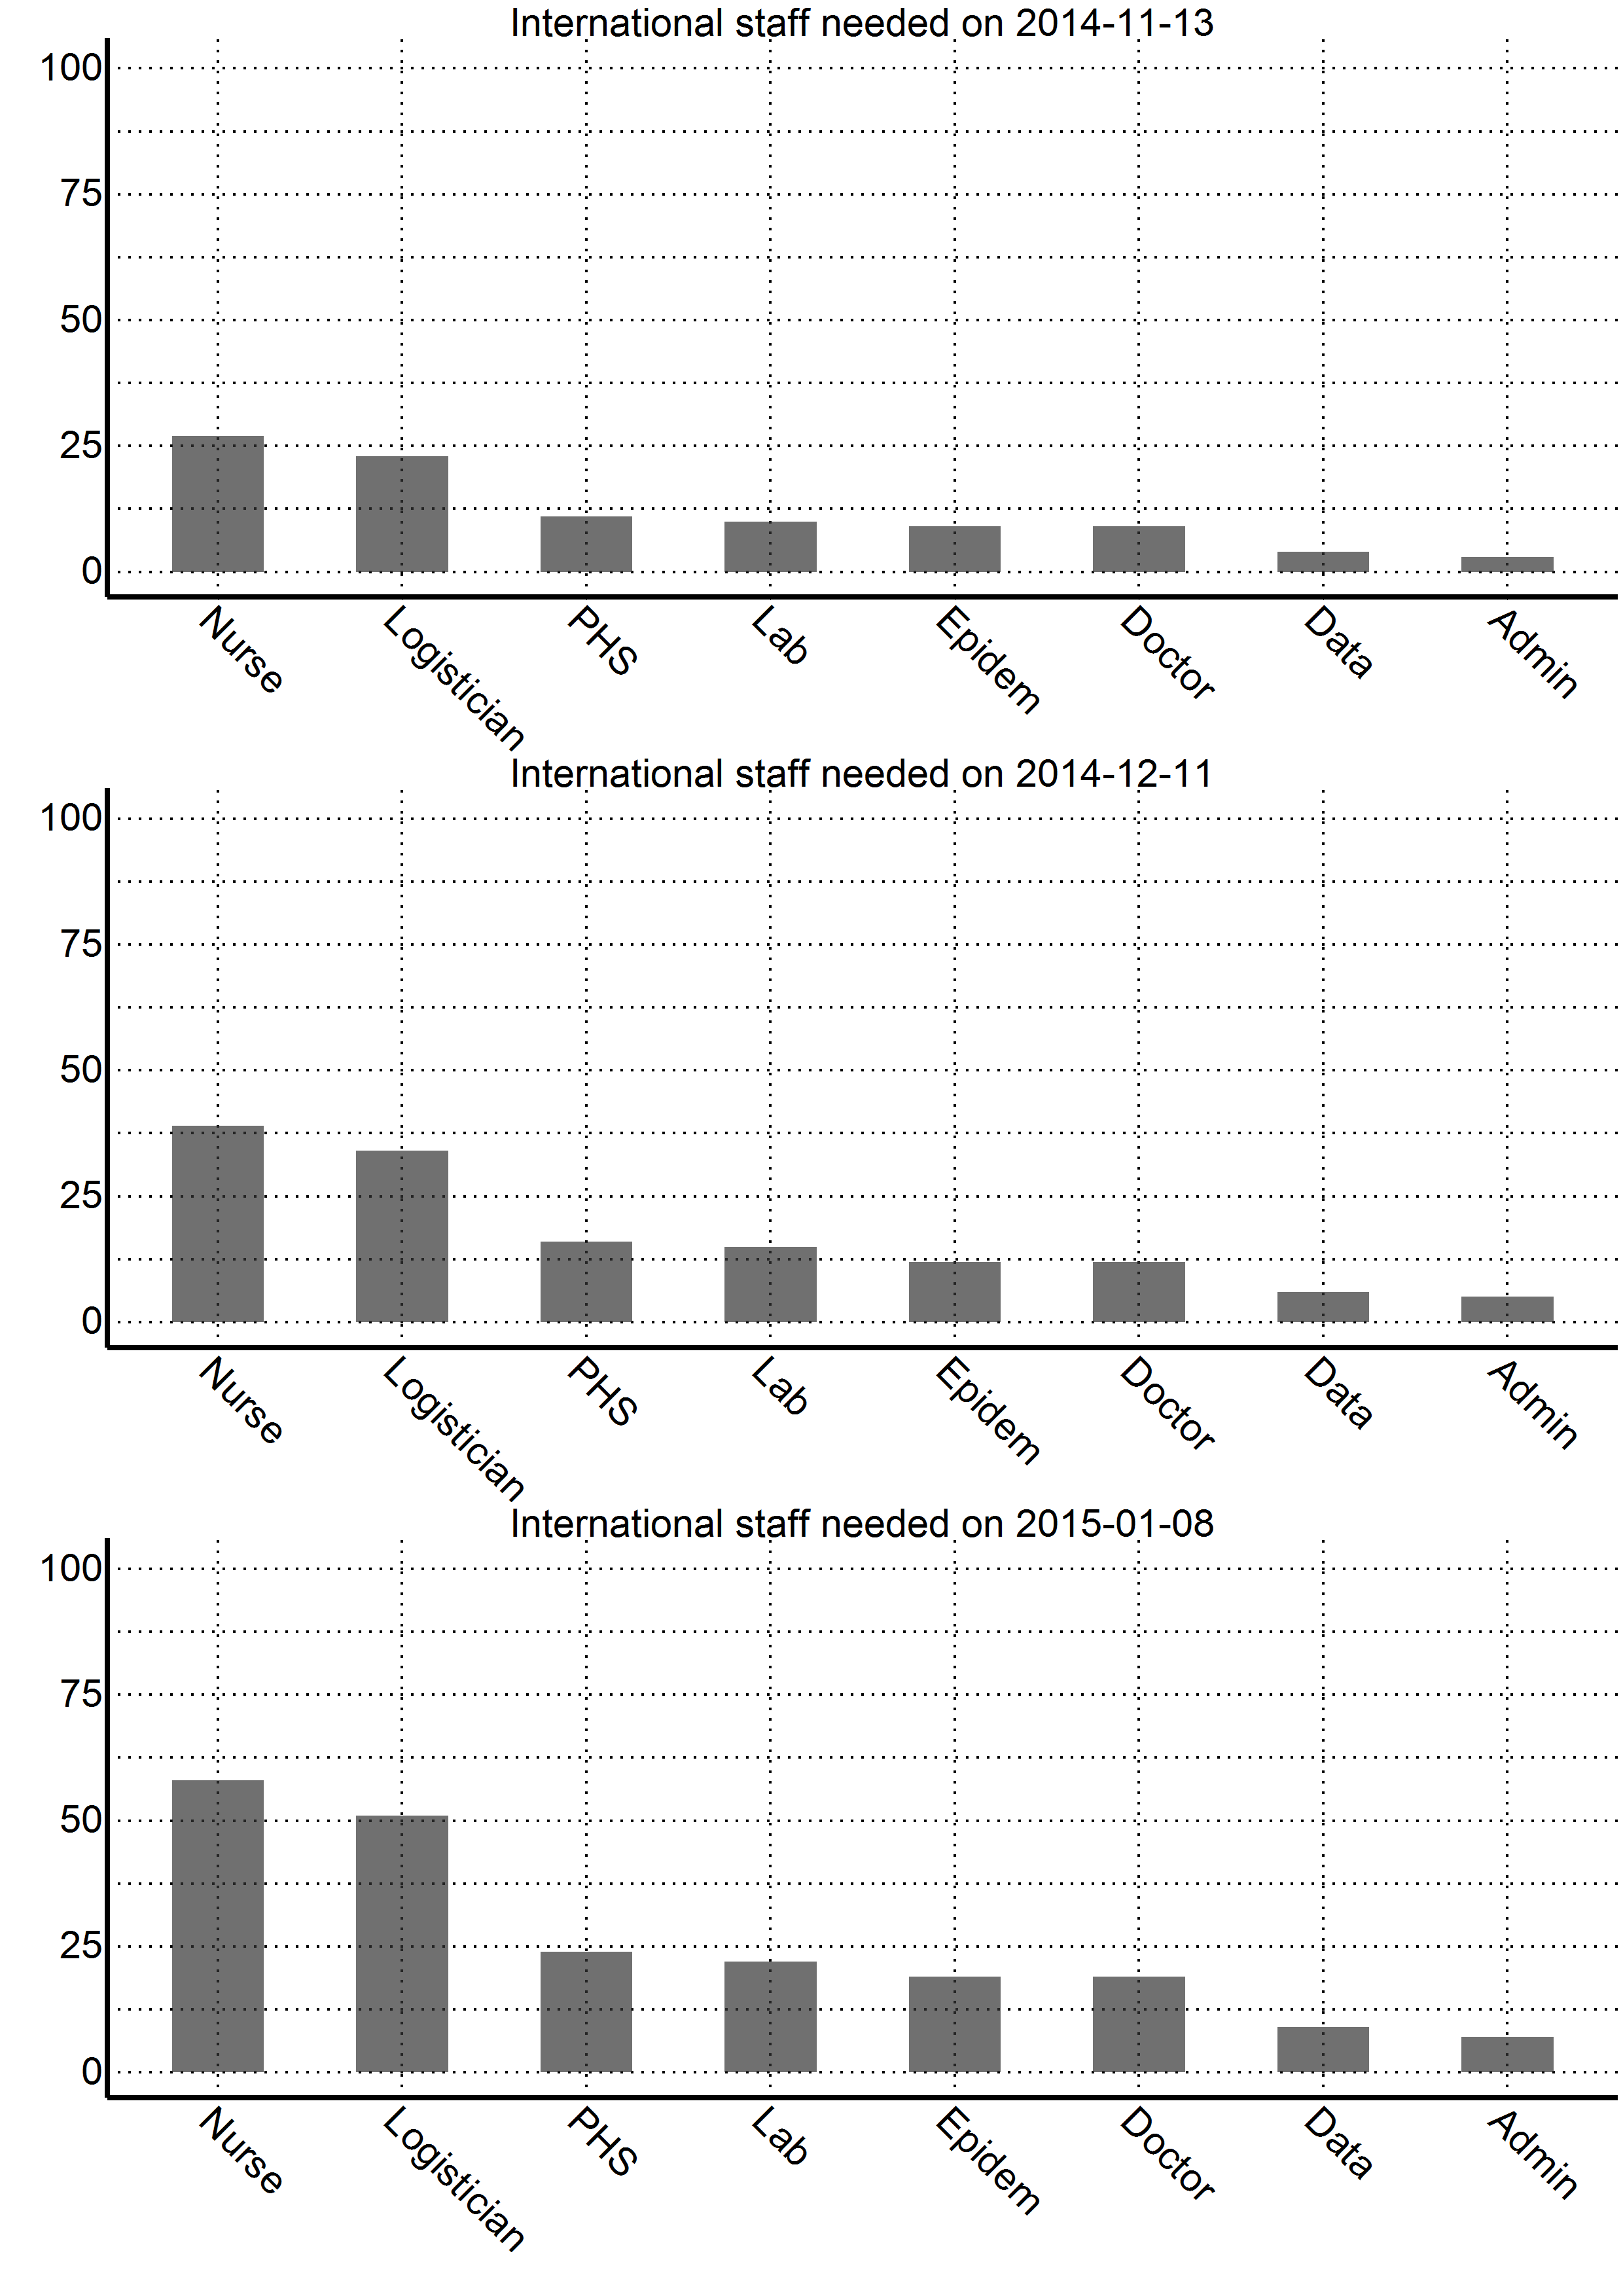 International staff needed on 2014-11-13
100
75
50
25
0
Nurse
Logistician
PHS
Lab
Epidem
Doctor
Data
Admin
International staff needed on 2014-12-11
100
75
50
25
0
Nurse
Logistician
PHS
Lab
Epidem
Doctor
Data
Admin
International staff needed on 2015-01-08
100
75
50
25
0
Nurse
Logistician
PHS
Lab
Epidem
Doctor
Data
Admin